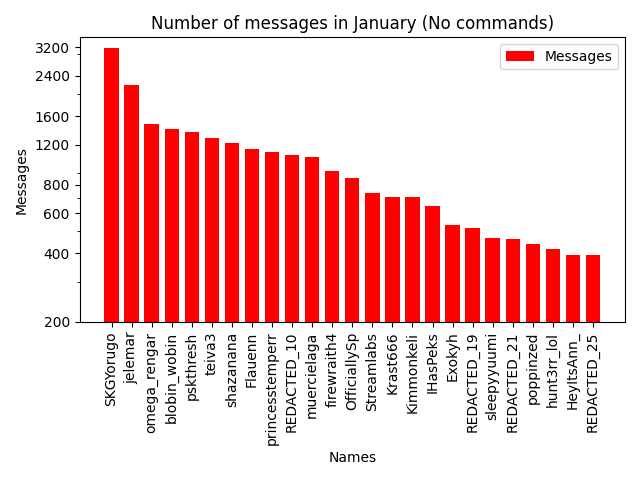 Number of messages in January (No commands)
Messages
3200
2400
1600
1200
800
600
400
200
Messages
SKGYorugo
jelemar
omega_rengar
blobin_wobin
pskthresh
teiva3
shazanana
Flauenn
princesstemperr
REDACTED_10
muercielaga
firewraith4
OfficiallySp
Streamlabs
Krast666
Kimmonkeli
IHasPeks
Exokyh
REDACTED_19
sleepyyuumi
REDACTED_21
poppinzed
hunt3rr_lol
HeyItsAnn_
REDACTED_25
Names